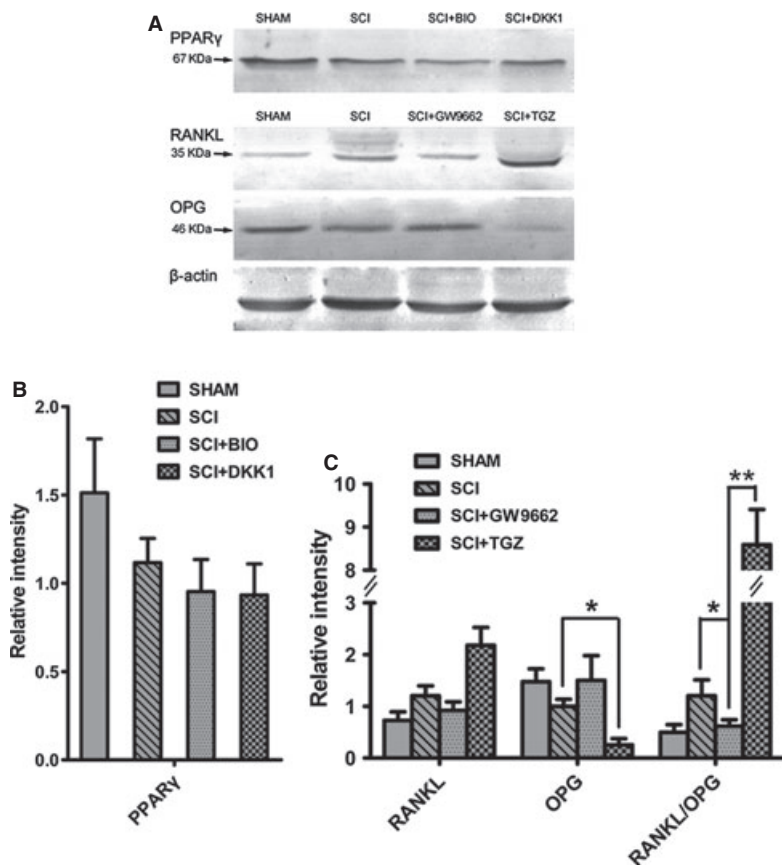 A
SHAM SCI SCI+BIO SCI+DKK1
PPARγ
67 KDa
SHAM SCI SCI+GW9662 SCI+TGZ
RANKL
35 KDa
OPG
46 KDa
β-actin
B
SHAM
SCI
SCI+BIO
SCI+DKK1
Relative intensity
2.0
1.5
1.0
0.5
0.0
PPARγ
C
SHAM
SCI
SCI+GW9662
SCI+TGZ
Relative intensity
10
8
3
2
1
0
*
*
**
RANKL
OPG
RANKL/OPG